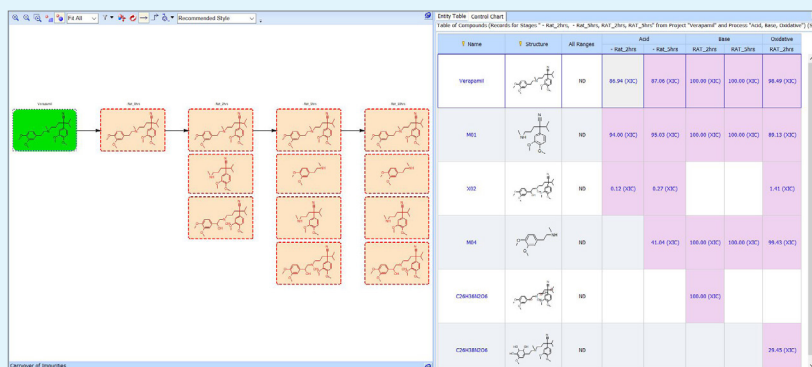 Fit All
Recommended Style
Entity Table Control Chart
Table of Compounds (Records for Stages " - Rat_2hrs, - Rat_5hrs, RAT_2hrs, RAT_5hrs" from Project "Verapamil" and Process "Acid, Base, Oxidative")
Name Structure All Ranges Acid Base Oxidative
- Rat_2hrs - Rat_5hrs RAT_2hrs RAT_5hrs RAT_2hrs
Verapamil ND 86.94 (XIC) 87.06 (XIC) 100.00 (XIC) 100.00 (XIC) 98.49 (XIC)
M01 ND 94.00 (XIC) 95.03 (XIC) 100.00 (XIC) 100.00 (XIC) 89.13 (XIC)
X02 ND 0.12 (XIC) 0.27 (XIC) 1.41 (XIC)
M04 ND 41.04 (XIC) 100.00 (XIC) 100.00 (XIC) 99.43 (XIC)
C26H36N2O6 ND 100.00 (XIC)
C26H38N2O6 ND 29.45 (XIC)
Verapamil
Carryover of Impurities